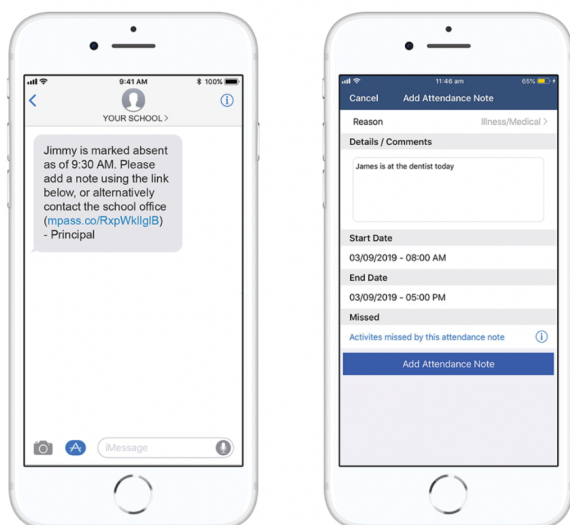 9:41 AM
100%
YOUR SCHOOL >
Jimmy is marked absent
as of 9:30 AM. Please
add a note using the link
below, or alternatively
contact the school office
(mpass.co/RxpWkIlglB)
- Principal
iMessage
11:46 am
65%
Cancel Add Attendance Note
Reason Illness/Medical >
Details / Comments
James is at the dentist today
Start Date
03/09/2019 - 08:00 AM
End Date
03/09/2019 - 05:00 PM
Missed
Activites missed by this attendance note
Add Attendance Note